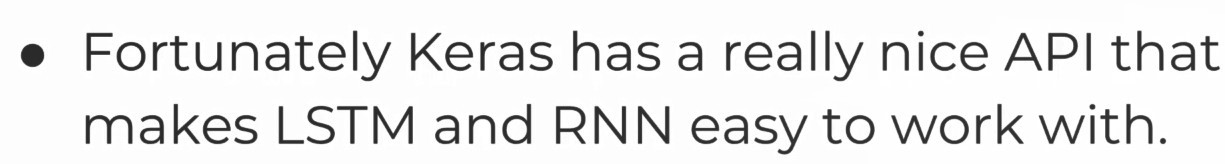 ● Fortunately Keras has a really nice API that
makes LSTM and RNN easy to work with.